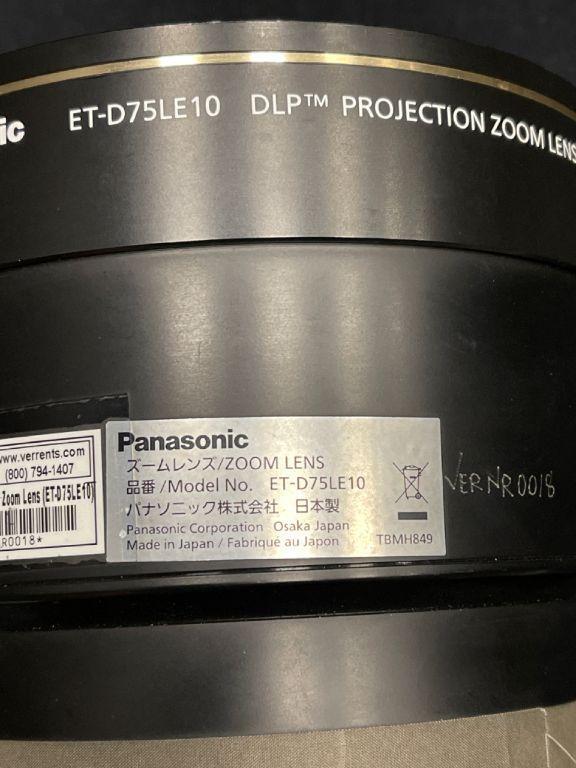 ic ET-D75LE10 DLP™ PROJECTION ZOOM LENS
www.verrents.com
(800) 794-1407
Zoom Lens (ET-D75LE10)
R0018*
Panasonic
ズームレンズ/ZOOM LENS
品番/Model No. ET-D75LE10
パナソニック株式会社 日本製
Panasonic Corporation Osaka Japan
Made in Japan / Fabriqué au Japon
TBMH849
VERNR0018